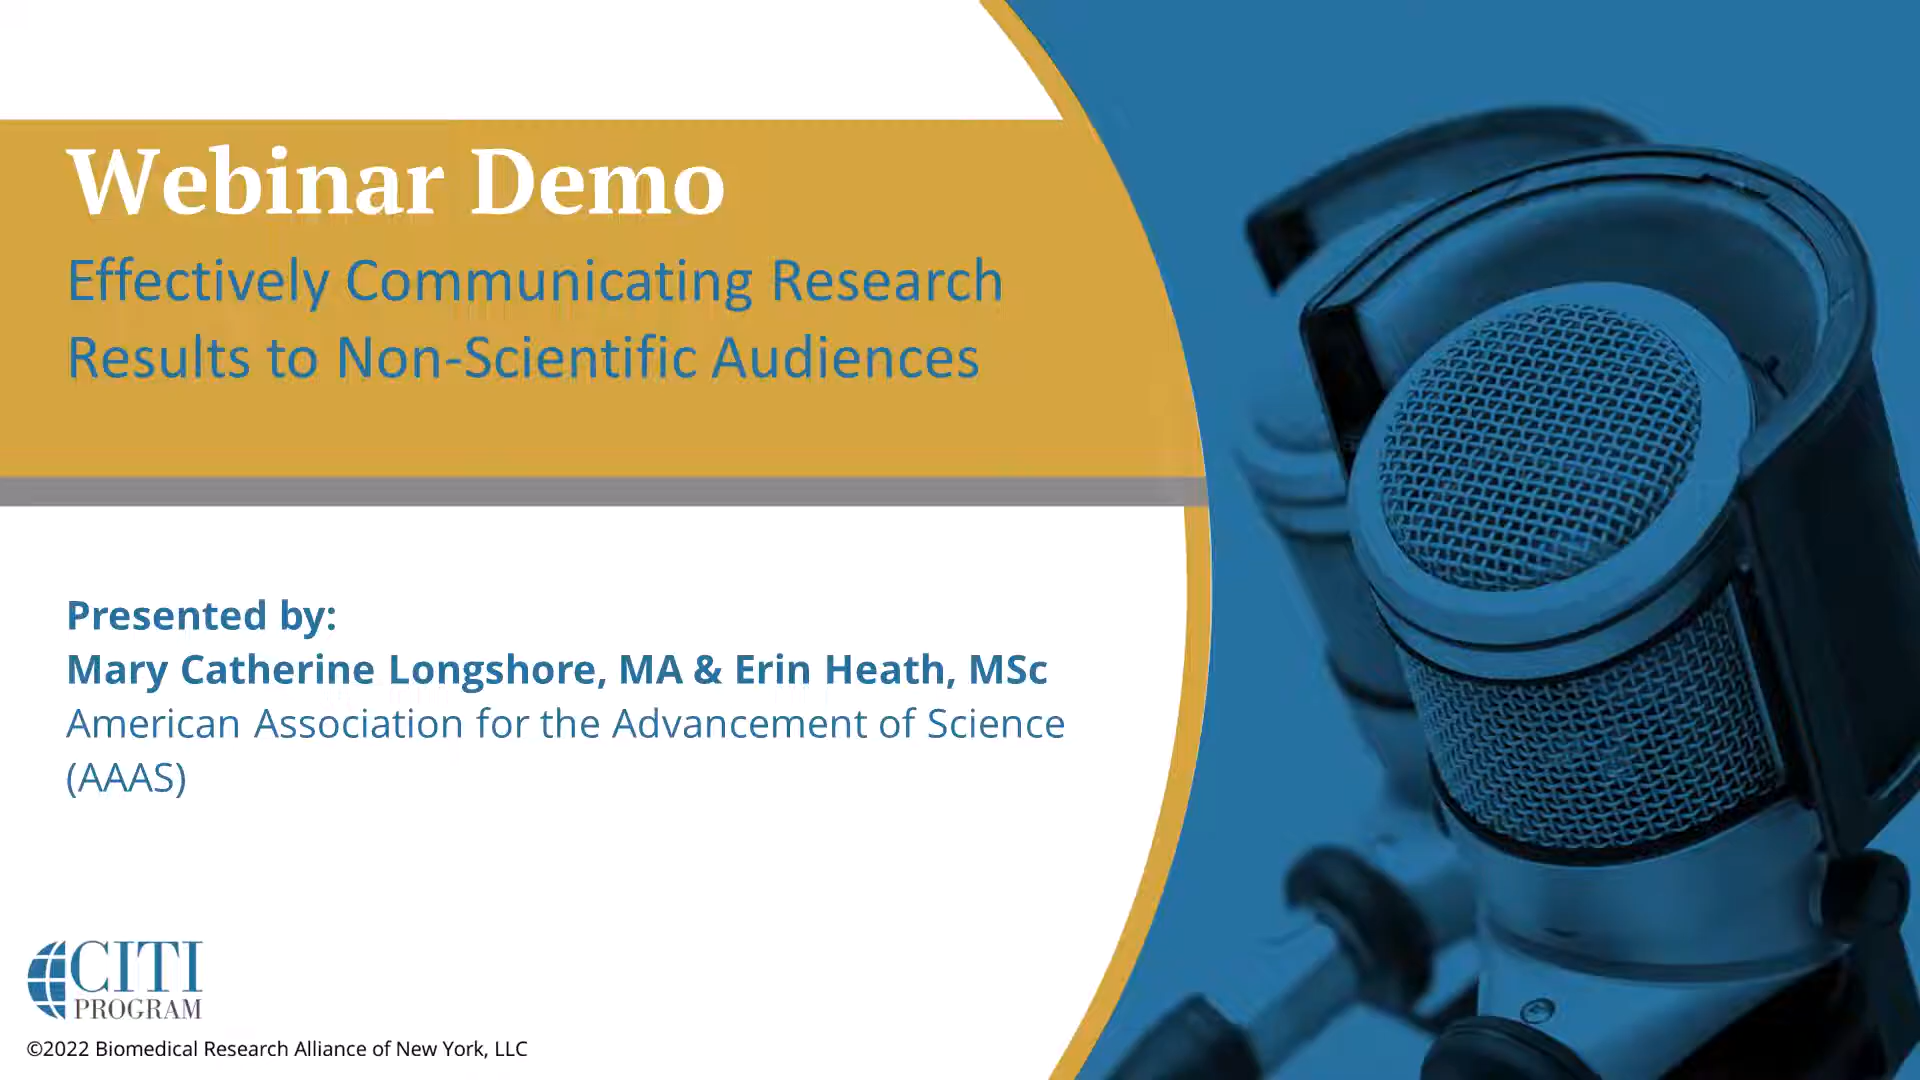 Webinar Demo
Effectively Communicating Research
Results to Non-Scientific Audiences
Presented by:
Mary Catherine Longshore, MA & Erin Heath, MSc
American Association for the Advancement of Science
(AAAS)
CITI
PROGRAM
©2022 Biomedical Research Alliance of New York, LLC